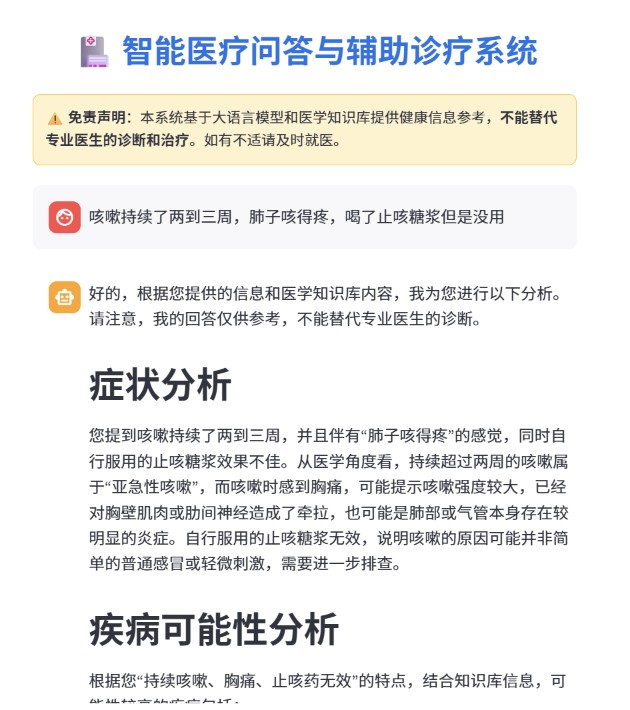 智能医疗问答与辅助诊疗系统
免责声明：本系统基于大语言模型和医学知识库提供健康信息参考，不能替代
专业医生的诊断和治疗。如有不适请及时就医。
咳嗽持续了两到三周，肺子咳得疼，喝了止咳糖浆但是没用
好的，根据您提供的信息和医学知识库内容，我为您进行以下分析。
请注意，我的回答仅供参考，不能替代专业医生的诊断。
症状分析
您提到咳嗽持续了两到三周，并且伴有“肺子咳得疼”的感觉，同时自
行服用的止咳糖浆效果不佳。从医学角度看，持续超过两周的咳嗽属
于“亚急性咳嗽”，而咳嗽时感到胸痛，可能提示咳嗽强度较大，已经
对胸壁肌肉或肋间神经造成了牵拉，也可能是肺部或气管本身存在较
明显的炎症。自行服用的止咳糖浆无效，说明咳嗽的原因可能并非简
单的普通感冒或轻微刺激，需要进一步排查。
疾病可能性分析
根据您“持续咳嗽、胸痛、止咳药无效”的特点，结合知识库信息，可